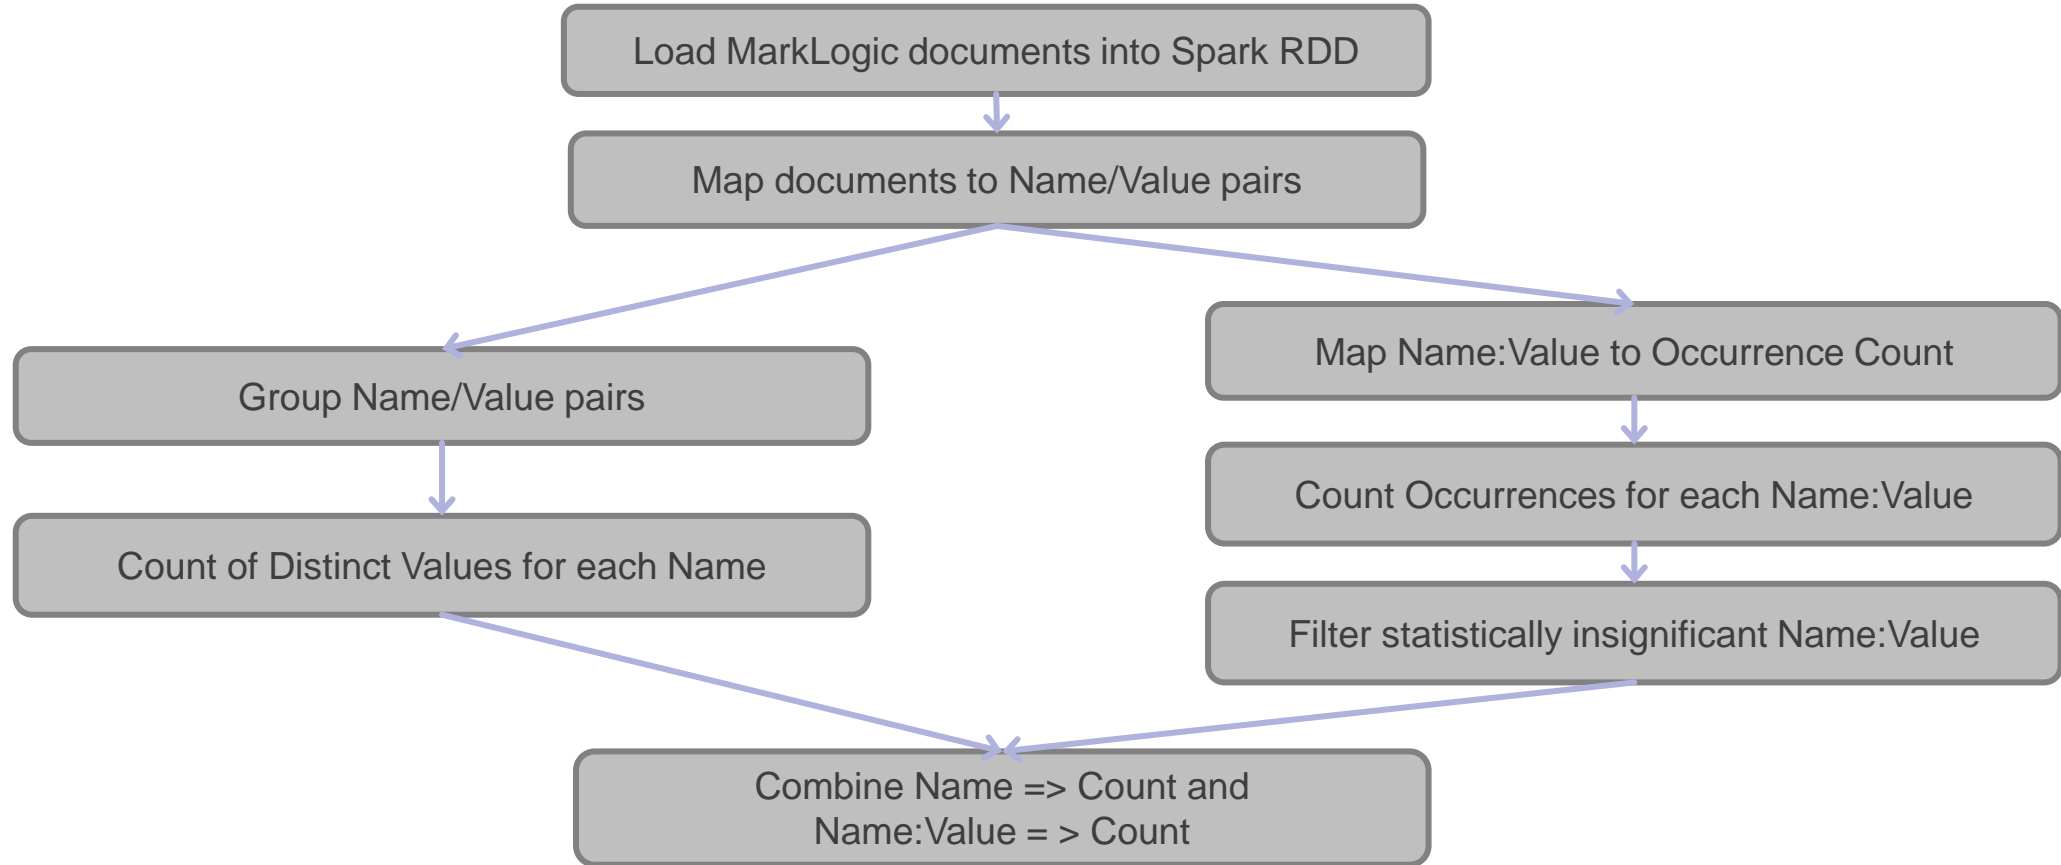 Load MarkLogic documents into Spark RDD
Map documents to Name/Value pairs
Group Name/Value pairs
Count of Distinct Values for each Name
Map Name:Value to Occurrence Count
Count Occurrences for each Name:Value
Filter statistically insignificant Name:Value
Combine Name => Count and
Name:Value = > Count